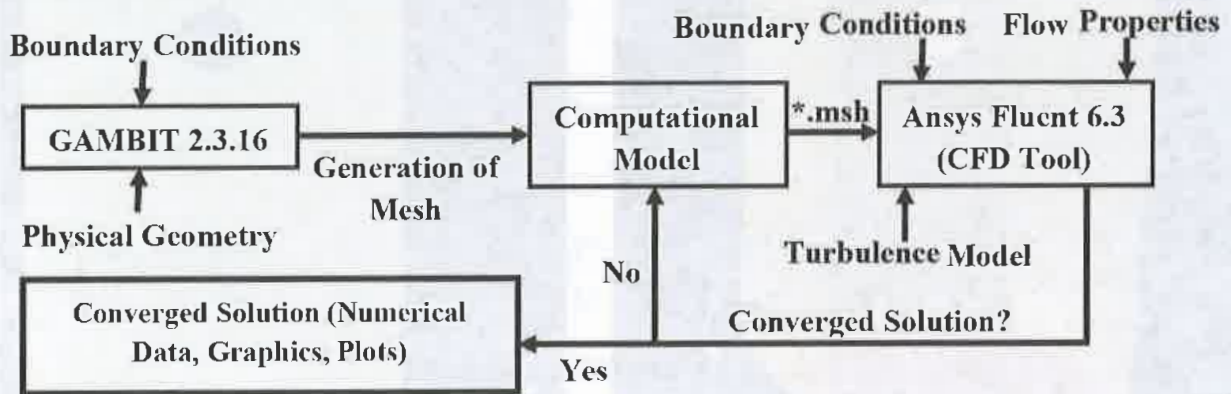 Boundary Conditions
GAMBIT 2.3.16
Physical Geometry
Generation of
Mesh
Computational
Model
*.msh
Boundary Conditions
Flow Properties
Ansys Fluent 6.3
(CFD Tool)
Turbulence Model
Converged Solution?
No
Yes
Converged Solution (Numerical
Data, Graphics, Plots)